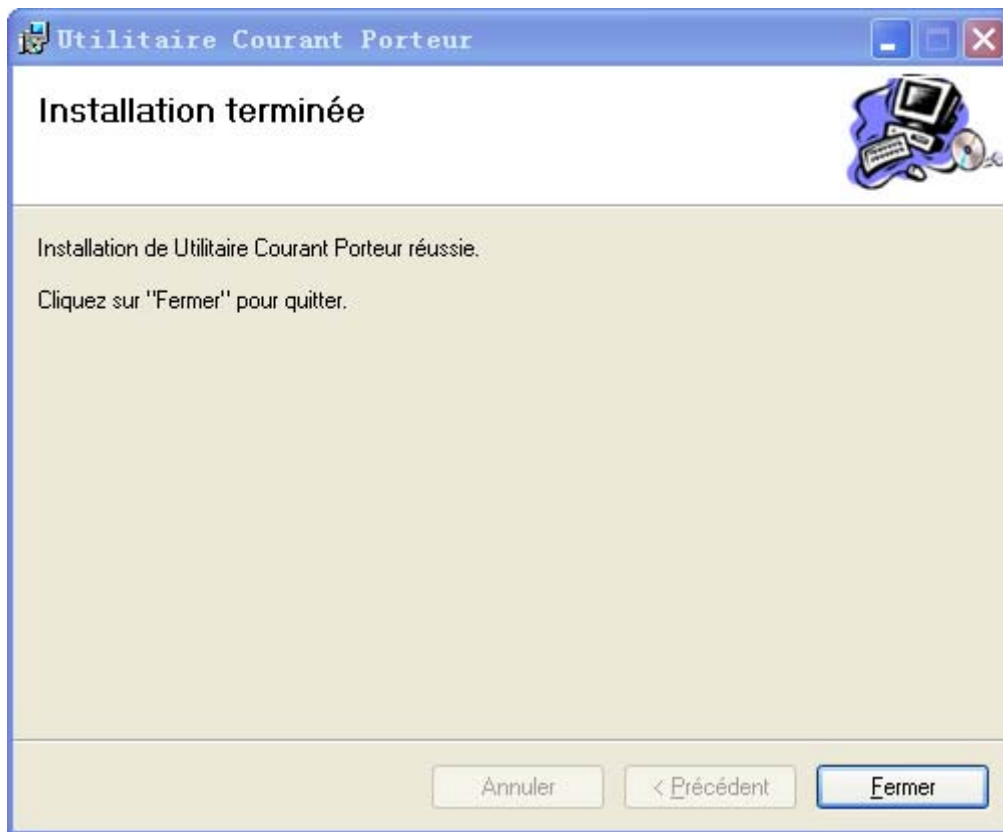 Utilitaire Courant Porteur
Installation terminée
Installation de Utilitaire Courant Porteur réussie.
Cliquez sur "Fermer" pour quitter.
Annuler
< Précédent
Fermer